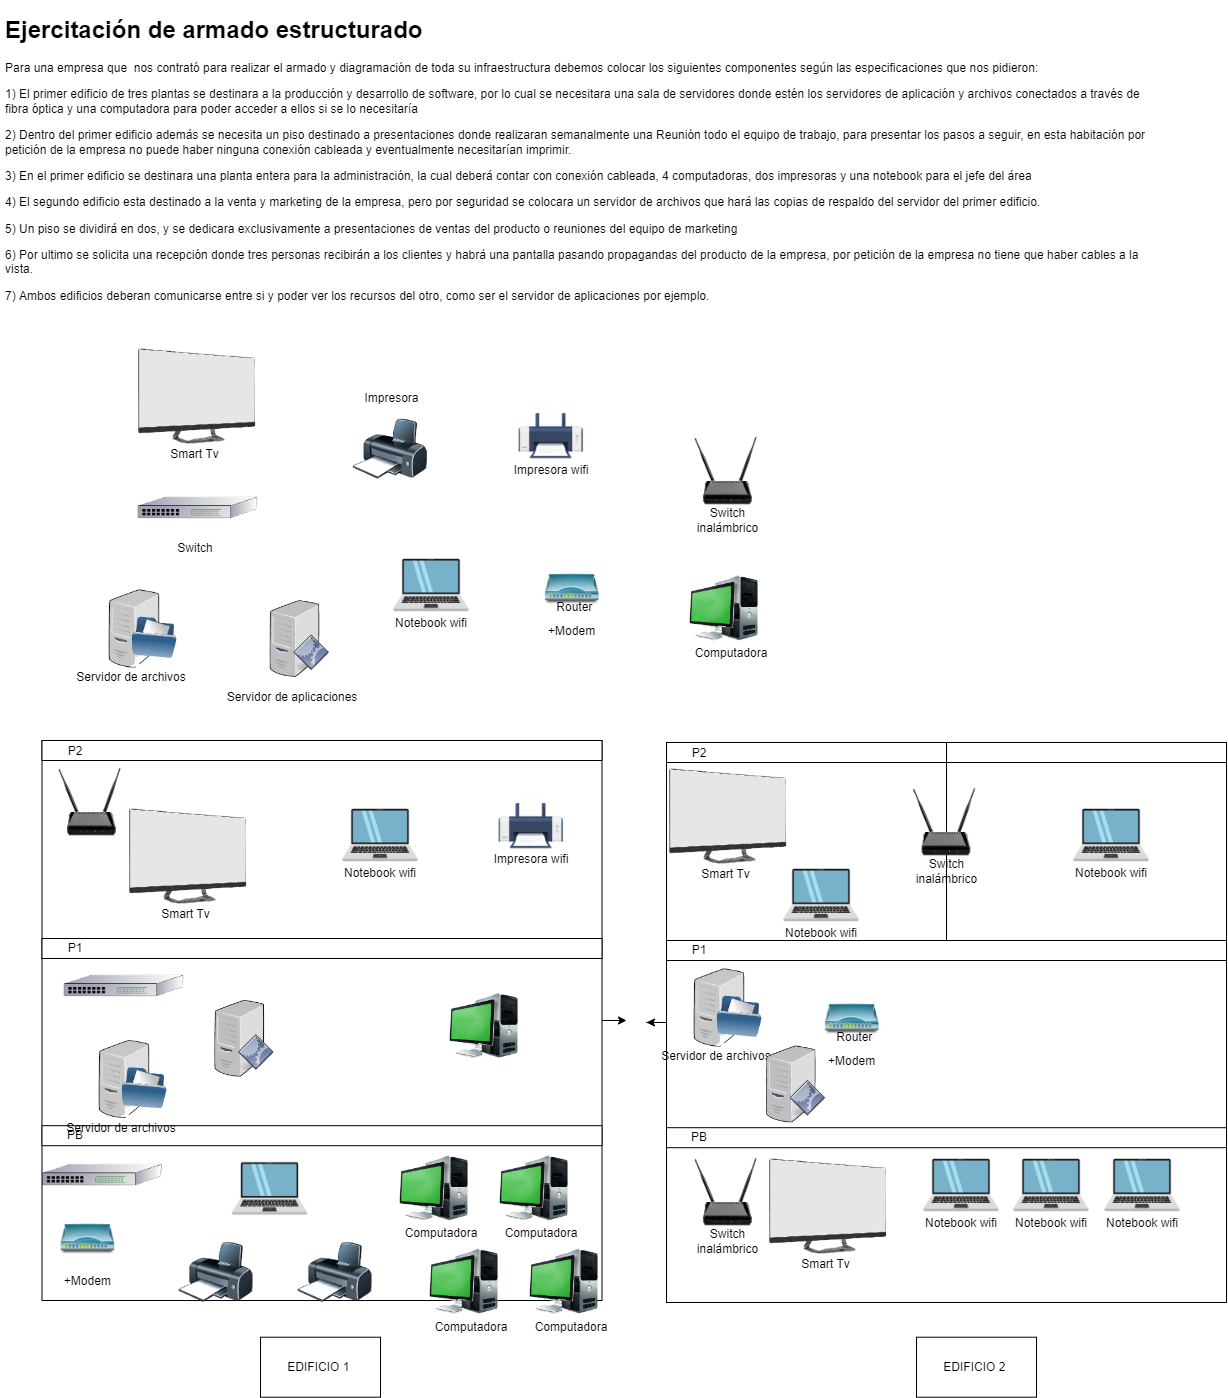 Ejercitación de armado estructurado
Para una empresa que  nos contrató para realizar el armado y diagramación de toda su infraestructura debemos colocar los siguientes componentes según las especificaciones que nos pidieron:
1) El primer edificio de tres plantas se destinara a la producción y desarrollo de software, por lo cual se necesitara una sala de servidores donde estén los servidores de aplicación y archivos conectados a través de
fibra óptica y una computadora para poder acceder a ellos si se lo necesitaría
2) Dentro del primer edificio además se necesita un piso destinado a presentaciones donde realizaran semanalmente una Reunión todo el equipo de trabajo, para presentar los pasos a seguir, en esta habitación por
petición de la empresa no puede haber ninguna conexión cableada y eventualmente necesitarían imprimir.
3) En el primer edificio se destinara una planta entera para la administración, la cual deberá contar con conexión cableada, 4 computadoras, dos impresoras y una notebook para el jefe del área
4) El segundo edificio esta destinado a la venta y marketing de la empresa, pero por seguridad se colocara un servidor de archivos que hará las copias de respaldo del servidor del primer edificio.
5) Un piso se dividirá en dos, y se dedicara exclusivamente a presentaciones de ventas del producto o reuniones del equipo de marketing
6) Por ultimo se solicita una recepción donde tres personas recibirán a los clientes y habrá una pantalla pasando propagandas del producto de la empresa, por petición de la empresa no tiene que haber cables a la
vista.
7) Ambos edificios deberan comunicarse entre si y poder ver los recursos del otro, como ser el servidor de aplicaciones por ejemplo.
Impresora
Smart Tv
Impresora wifi
Switch
inalámbrico
Switch
Notebook wifi
Router
+Modem
Computadora
Servidor de archivos
Servidor de aplicaciones
P2
Smart Tv
Notebook wifi
Impresora wifi
P1
Servidor de archivos
PB
+Modem
Computadora
Computadora
Computadora
Computadora
EDIFICIO 1
P2
Smart Tv
Notebook wifi
Switch
inalámbrico
Notebook wifi
P1
Servidor de archivos
Router
+Modem
PB
Switch
inalámbrico
Smart Tv
Notebook wifi
Notebook wifi
Notebook wifi
EDIFICIO 2